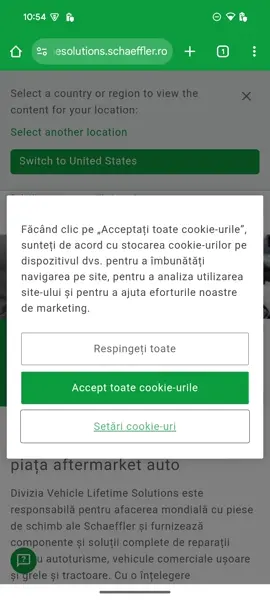 10:54
esolutions.schaeffler.ro
1
Select a country or region to view the
content for your location:
Select another location
Switch to United States
Făcând clic pe „Acceptați toate cookie-urile”,
sunteți de acord cu stocarea cookie-urilor pe
dispozitivul dvs. pentru a îmbunătăți
navigarea pe site, pentru a analiza utilizarea
site-ului și pentru a ajuta eforturile noastre
de marketing.
Respingeți toate
Accept toate cookie-urile
Setări cookie-uri
piața aftermarket auto
Divizia Vehicle Lifetime Solutions este
responsabilă pentru afacerea mondială cu piese
de schimb ale Schaeffler și furnizează
componente și soluții complete de reparații
autoturisme, vehicule comerciale ușoare
și grele și tractoare. Cu o înțelegere